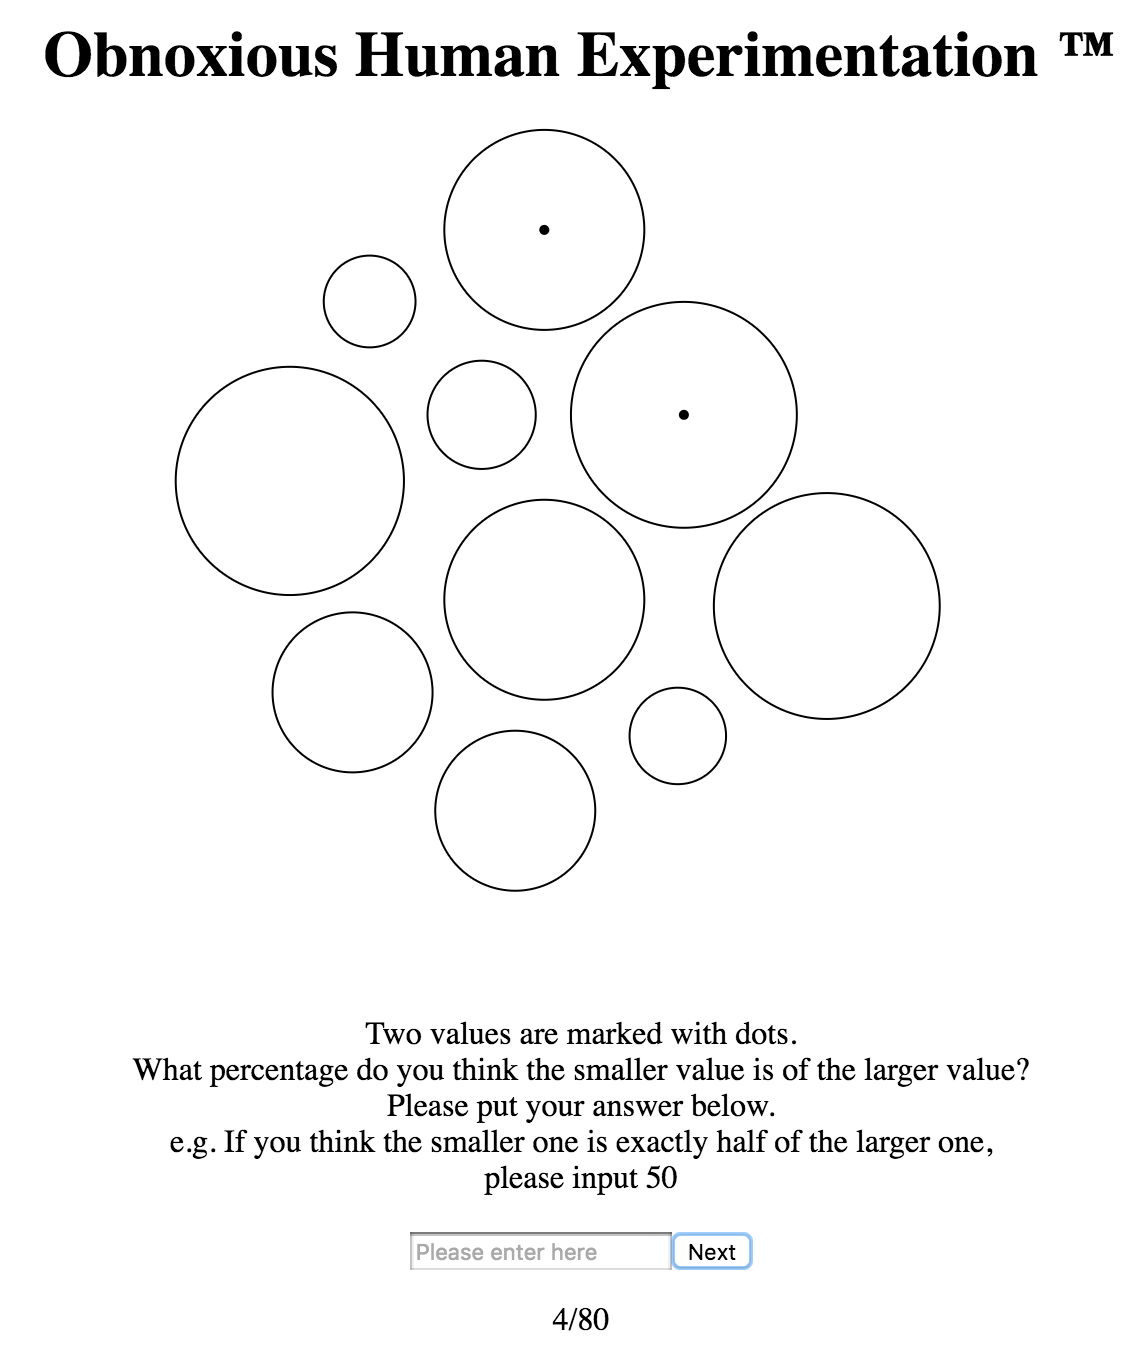 Obnoxious Human Experimentation ™
Two values are marked with dots.
What percentage do you think the smaller value is of the larger value?
Please put your answer below.
e.g. If you think the smaller one is exactly half of the larger one,
please input 50
Please enter here Next
4/80